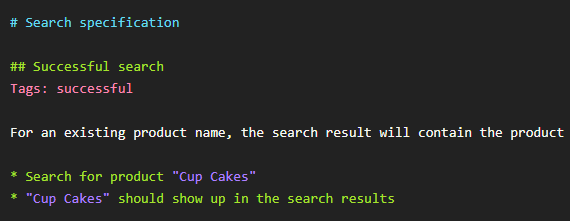 # Search specification
## Successful search
Tags: successful
For an existing product name, the search result will contain the product
* Search for product "Cup Cakes"
* "Cup Cakes" should show up in the search results